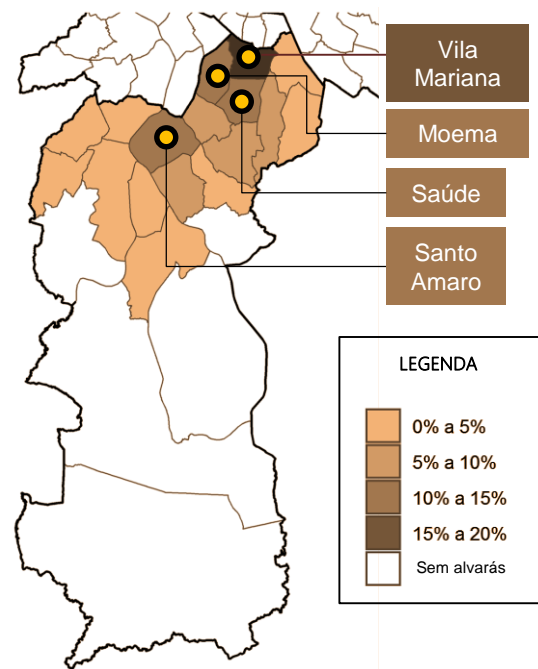 Vila
Mariana
Moema
Saúde
Santo
Amaro
LEGENDA
0% a 5%
5% a 10%
10% a 15%
15% a 20%
Sem alvarás